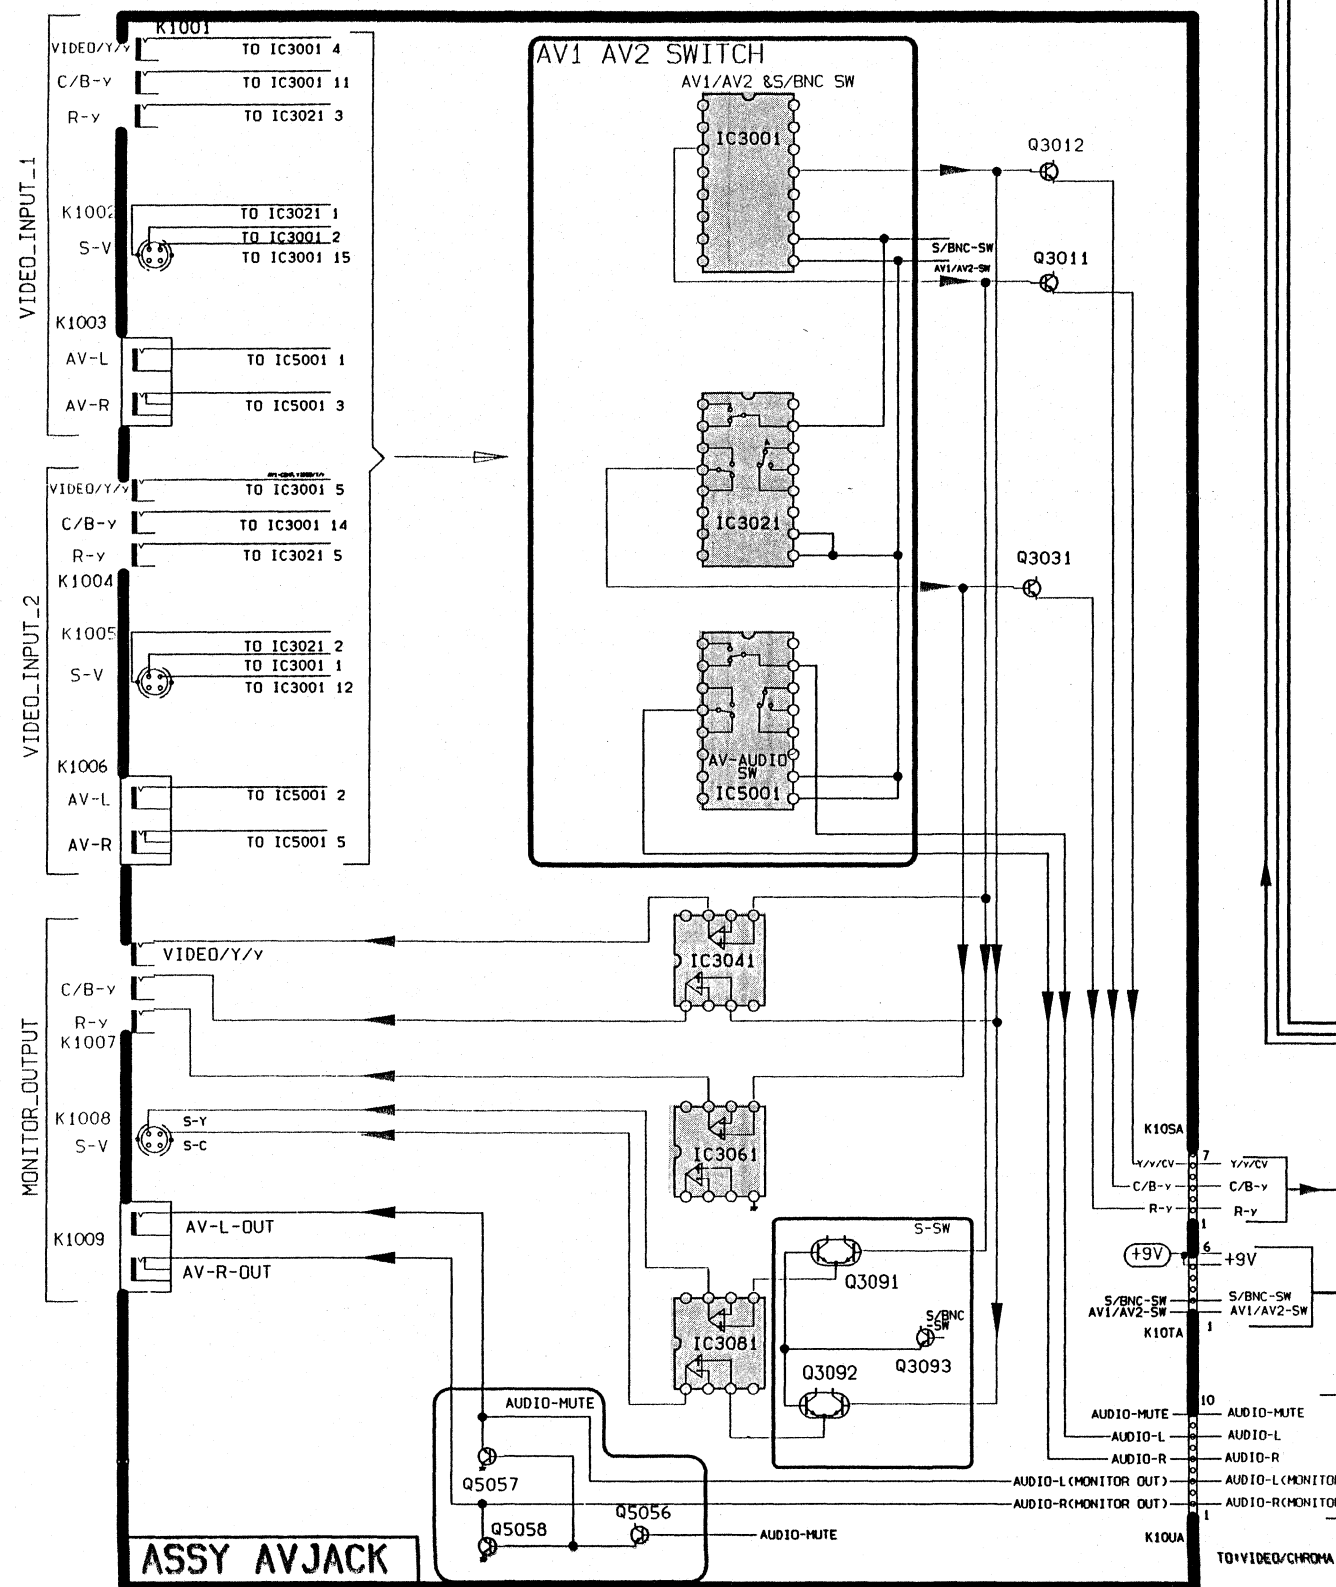 K1001
VIDEO/Y/y
TO IC3001 4
C/B-y
TO IC3001 11
R-y
TO IC3021 3
VIDEO_INPUT_1
K1002
TO IC3021 1
TO IC3001 2
S-V
TO IC3001 15
K1003
AV-L
TO IC5001 1
AV-R
TO IC5001 3
VIDEO_INPUT_2
VIDEO/Y/y
TO IC3001 5
C/B-y
TO IC3001 14
R-y
TO IC3021 5
K1004
K1005
TO IC3021 2
TO IC3001 1
S-V
TO IC3001 12
K1006
AV-L
TO IC5001 2
AV-R
TO IC5001 5
AV1 AV2 SWITCH
AV1/AV2 &S/BNC SW
IC3001
S/BNC-SW
AV1/AV2-SW
Q3012
Q3011
IC3021
Q3031
AV-AUDIO
SW
IC5001
MONITOR_OUTPUT
VIDEO/Y/y
C/B-y
R-y
K1007
IC3041
K1008
S-V
S-Y
S-C
IC3061
K1009
AV-L-OUT
AV-R-OUT
S-SW
Q3091
S/BNC
-SW
Q3093
Q3092
IC3081
AUDIO-MUTE
Q5057
Q5058
Q5056
AUDIO-MUTE
K10SA
7
Y/y/CV
Y/y/CV
C/B-y
C/B-y
R-y
R-y
1
+9V
6
+9V
S/BNC-SW
S/BNC-SW
AV1/AV2-SW
AV1/AV2-SW
K10TA
1
10
AUDIO-MUTE
AUDIO-MUTE
AUDIO-L
AUDIO-L
AUDIO-R
AUDIO-R
AUDIO-L(MONITOR OUT)
AUDIO-L(MONITOR
AUDIO-R(MONITOR OUT)
AUDIO-R(MONITOR
1
K10UA
TO:VIDEO/CHROMA
ASSY AVJACK